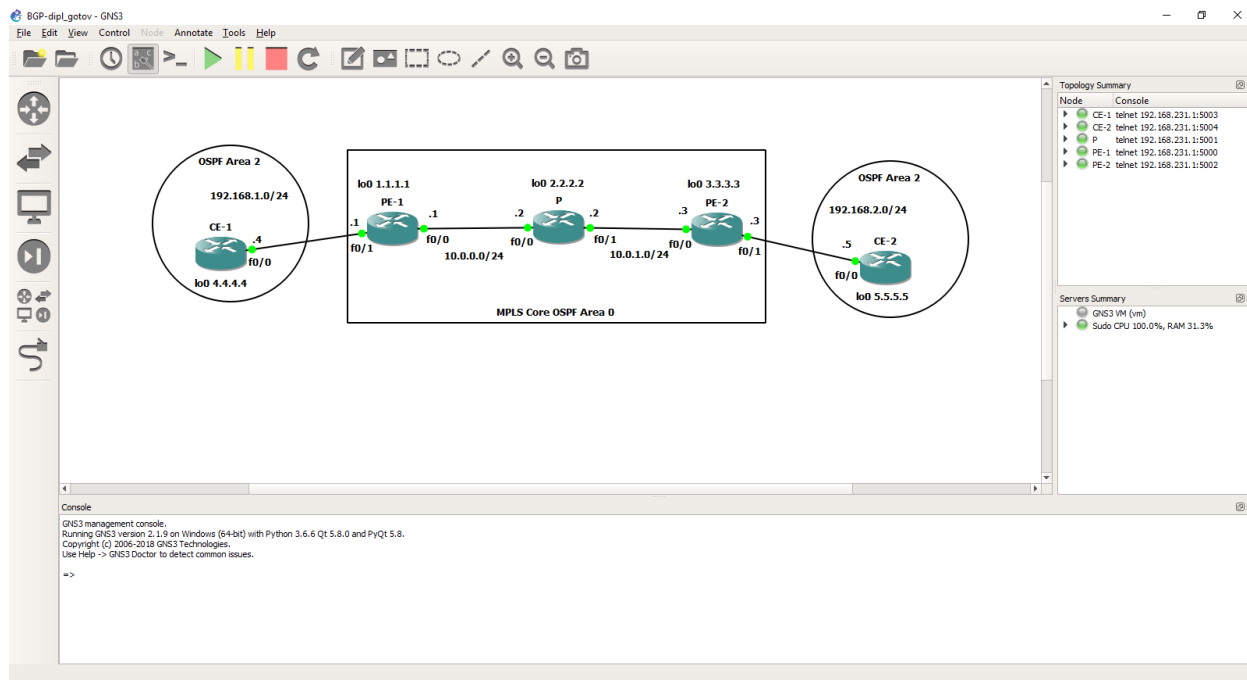 BGP-dipl_gotov - GNS3
File Edit View Control Node Annotate Tools Help
OSPF Area 2
192.168.1.0/24
CE-1
.4
f0/0
lo0 4.4.4.4
lo0 1.1.1.1
PE-1
.1
.1
f0/1
f0/0
10.0.0.0/24
lo0 2.2.2.2
P
.2
.2
f0/0
f0/1
10.0.1.0/24
lo0 3.3.3.3
PE-2
.3
.3
f0/0
f0/1
MPLS Core OSPF Area 0
OSPF Area 2
192.168.2.0/24
.5
CE-2
f0/0
lo0 5.5.5.5
Topology Summary
Node Console
CE-1 telnet 192.168.231.1:5003
CE-2 telnet 192.168.231.1:5004
P telnet 192.168.231.1:5001
PE-1 telnet 192.168.231.1:5000
PE-2 telnet 192.168.231.1:5002
Servers Summary
GNS3 VM (vm)
Sudo CPU 100.0%, RAM 31.3%
Console
GNS3 management console.
Running GNS3 version 2.1.9 on Windows (64-bit) with Python 3.6.6 Qt 5.8.0 and PyQt 5.8.
Copyright (c) 2006-2018 GNS3 Technologies.
Use Help -> GNS3 Doctor to detect common issues.
=>